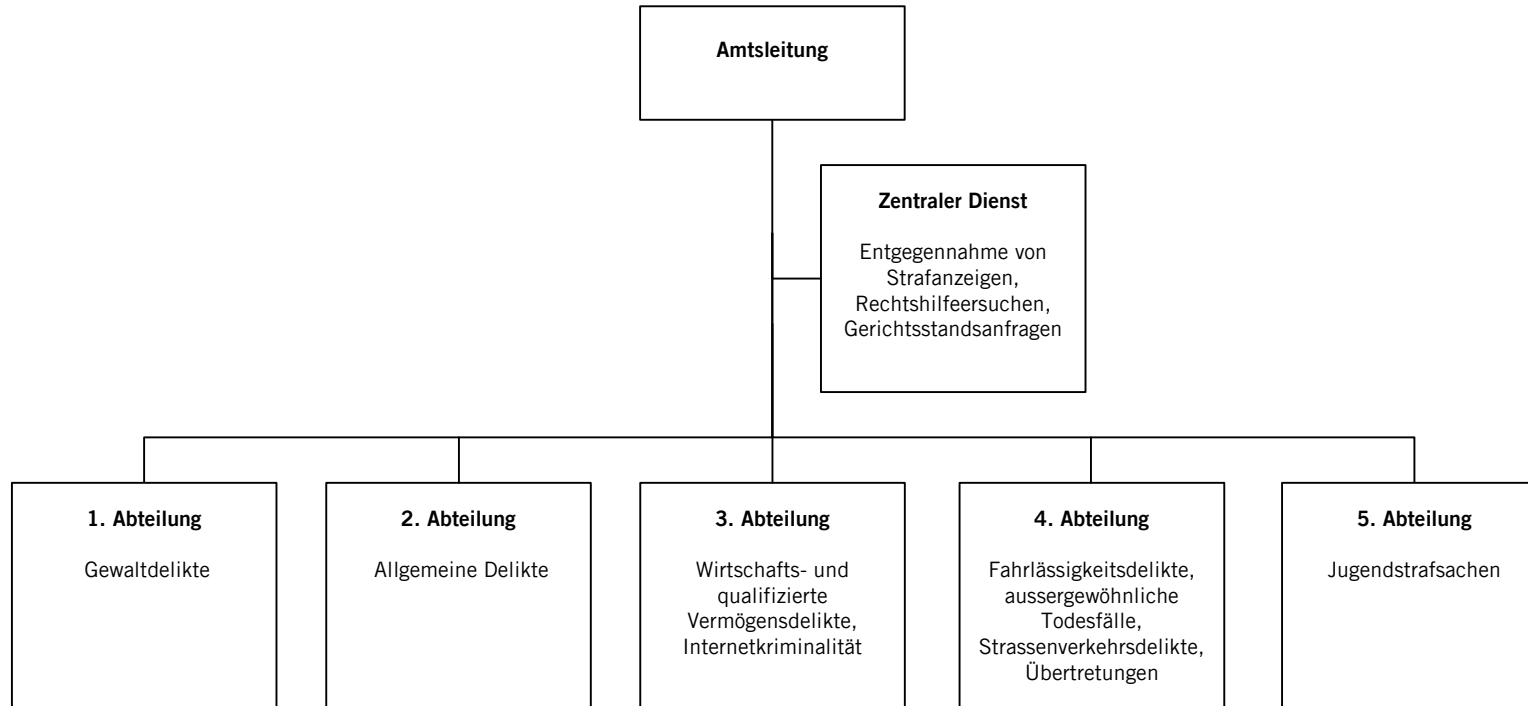 Amtsleitung
Zentraler Dienst
Entgegennahme von
Strafanzeigen,
Rechtshilfeersuchen,
Gerichtsstandsanfragen
1. Abteilung
Gewaltdelikte
2. Abteilung
Allgemeine Delikte
3. Abteilung
Wirtschafts- und
qualifizierte
Vermögensdelikte,
Internetkriminalität
4. Abteilung
Fahrlässigkeitsdelikte,
aussergewöhnliche
Todesfälle,
Strassenverkehrsdelikte,
Übertretungen
5. Abteilung
Jugendstrafsachen